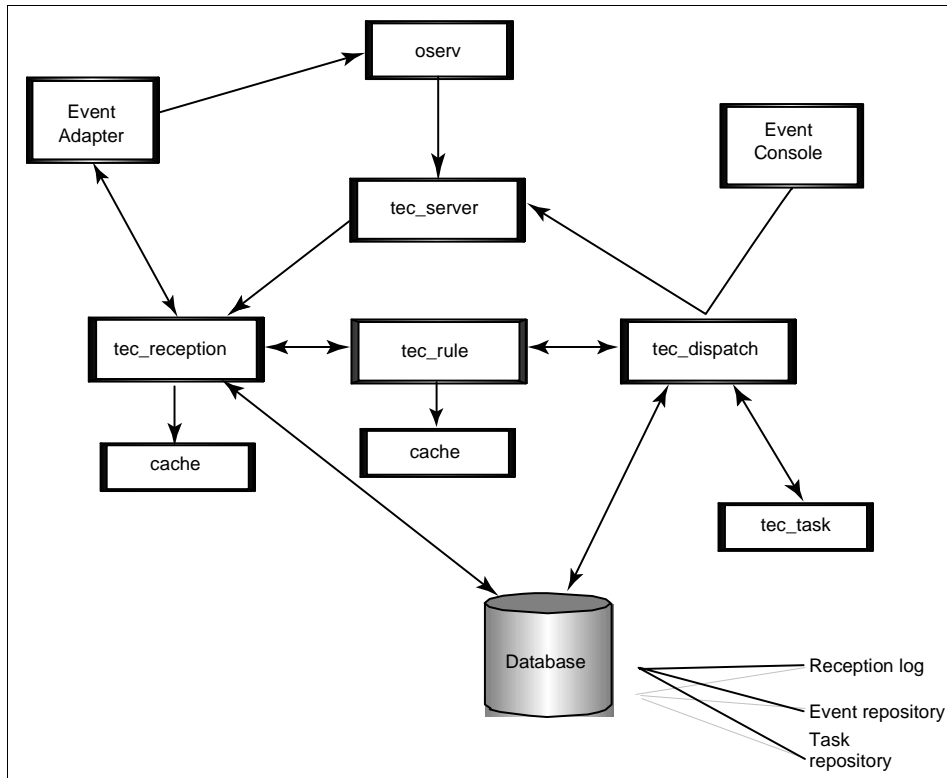 oserv
Event
Adapter
Event
Console
tec_server
tec_reception
tec_rule
tec_dispatch
cache
cache
tec_task
Database
Reception log
Event repository
Task
repository